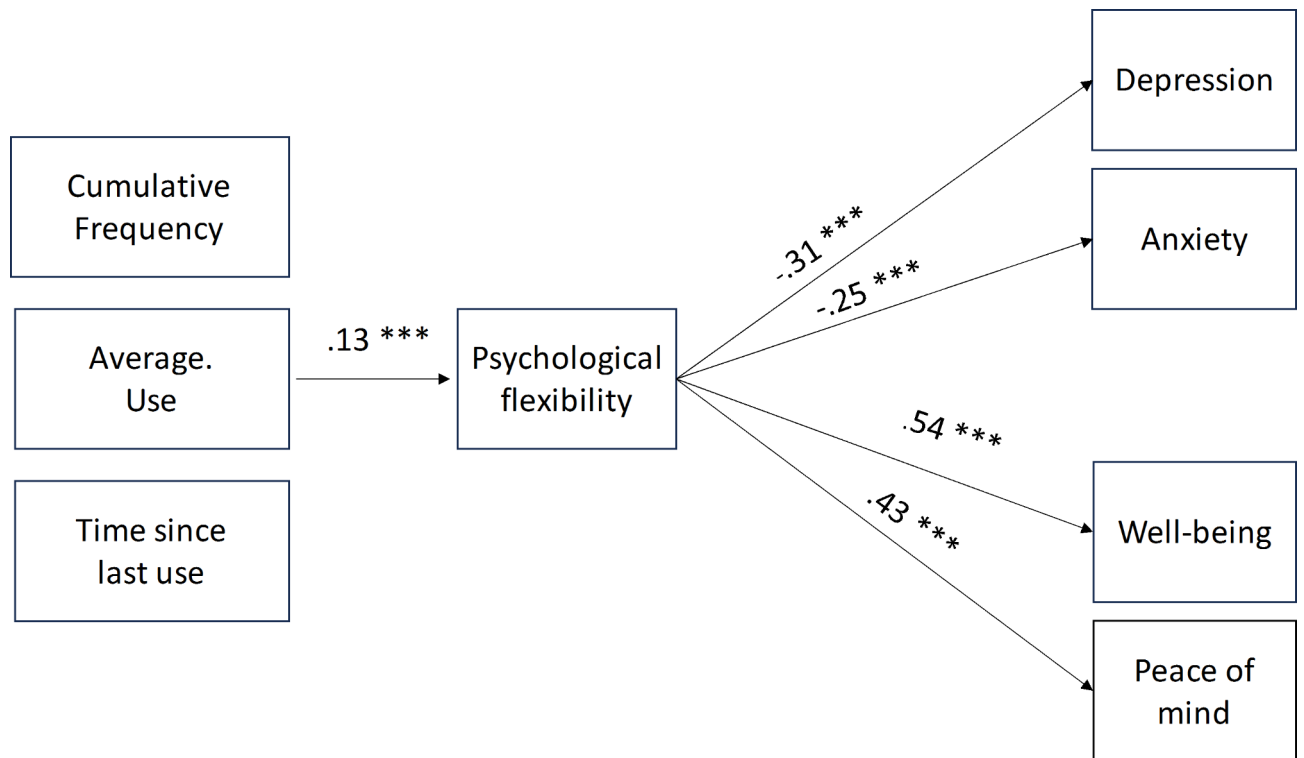 Cumulative
Frequency
Average.
Use
Time since
last use
.13 ***
Psychological
flexibility
-.31 ***
-.25 ***
.54 ***
.43 ***
Depression
Anxiety
Well-being
Peace of
mind